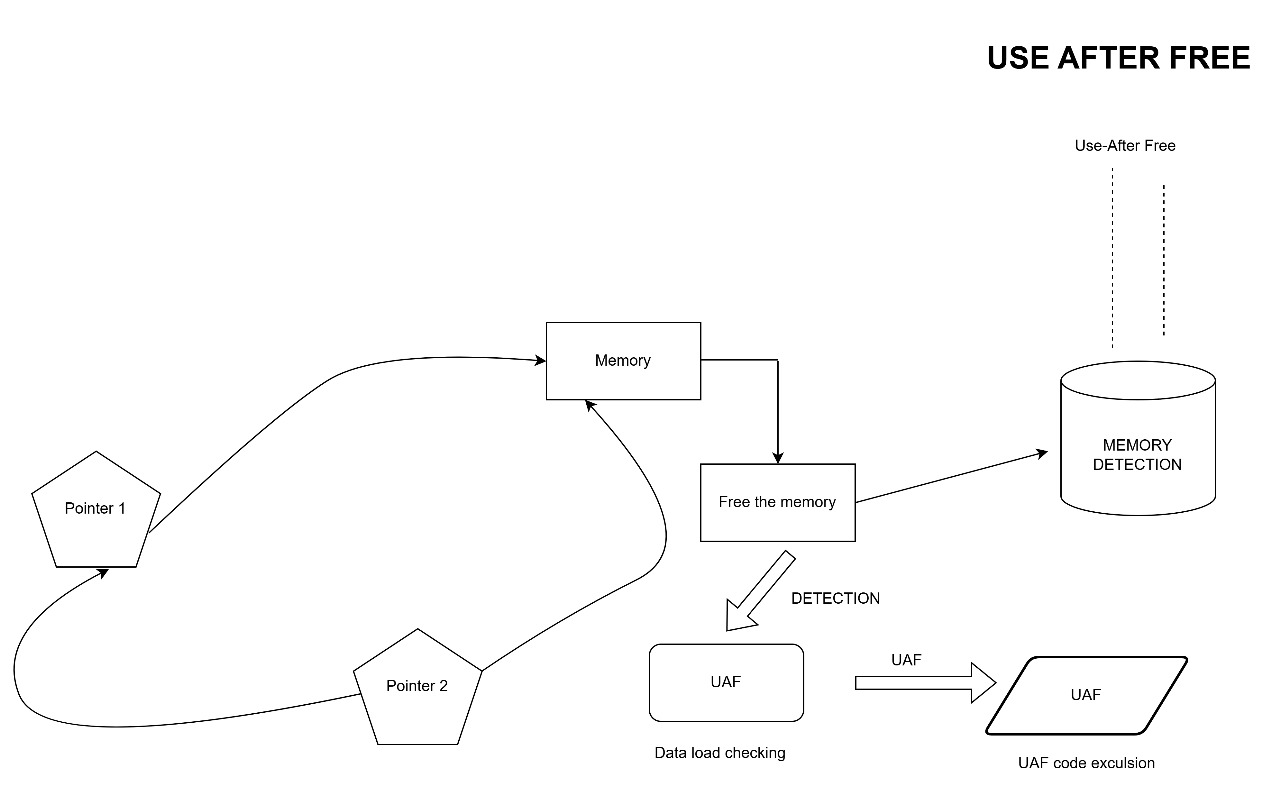 USE AFTER FREE
Use-After Free
Memory
MEMORY
DETECTION
Pointer 1
Free the memory
DETECTION
UAF
Pointer 2
UAF
UAF
Data load checking
UAF code exculsion